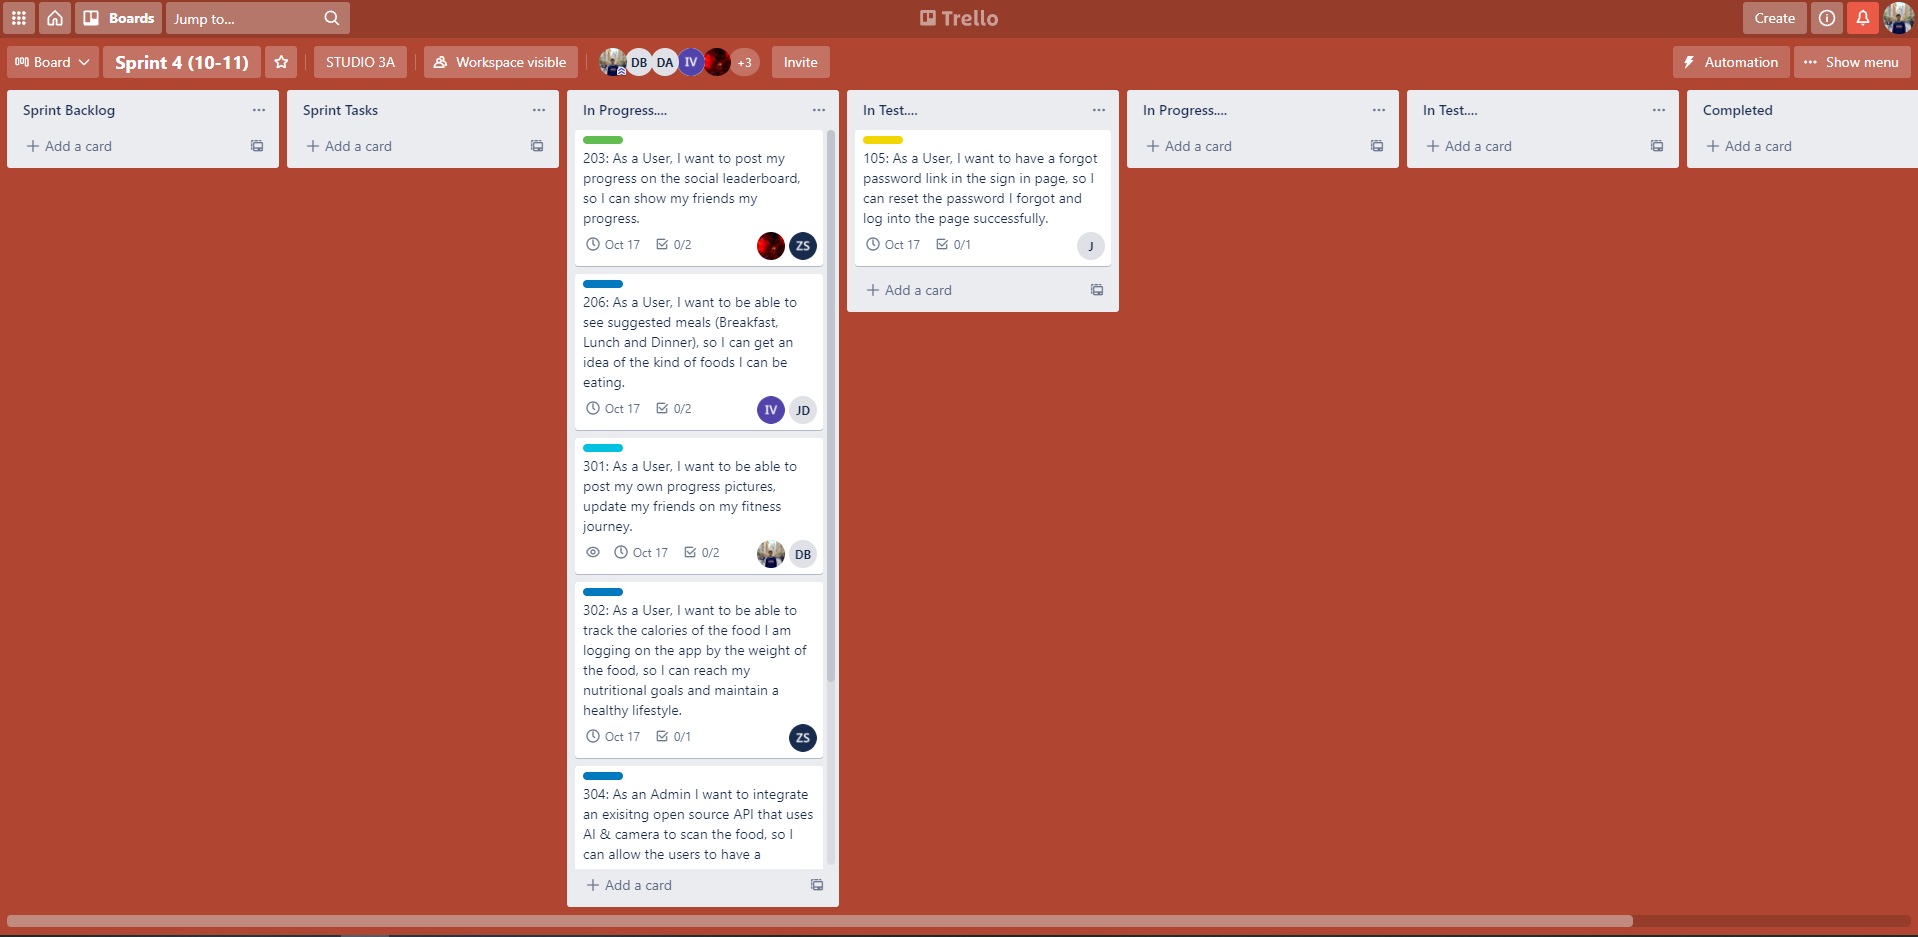 Boards
Jump to...
Trello
Create
Board
Sprint 4 (10-11)
STUDIO 3A
Workspace visible
DB
DA
IV
+3
Invite
Automation
Show menu
Sprint Backlog
Add a card
Sprint Tasks
Add a card
In Progress....
203: As a User, I want to post my
progress on the social leaderboard,
so I can show my friends my
progress.
Oct 17
0/2
ZS
206: As a User, I want to be able to
see suggested meals (Breakfast,
Lunch and Dinner), so I can get an
idea of the kind of foods I can be
eating.
Oct 17
0/2
IV
JD
301: As a User, I want to be able to
post my own progress pictures,
update my friends on my fitness
journey.
Oct 17
0/2
DB
302: As a User, I want to be able to
track the calories of the food I am
logging on the app by the weight of
the food, so I can reach my
nutritional goals and maintain a
healthy lifestyle.
Oct 17
0/1
ZS
304: As an Admin I want to integrate
an exisitng open source API that uses
AI & camera to scan the food, so I
can allow the users to have a
Add a card
In Test....
105: As a User, I want to have a forgot
password link in the sign in page, so I
can reset the password I forgot and
log into the page successfully.
Oct 17
0/1
J
Add a card
In Progress....
Add a card
In Test....
Add a card
Completed
Add a card